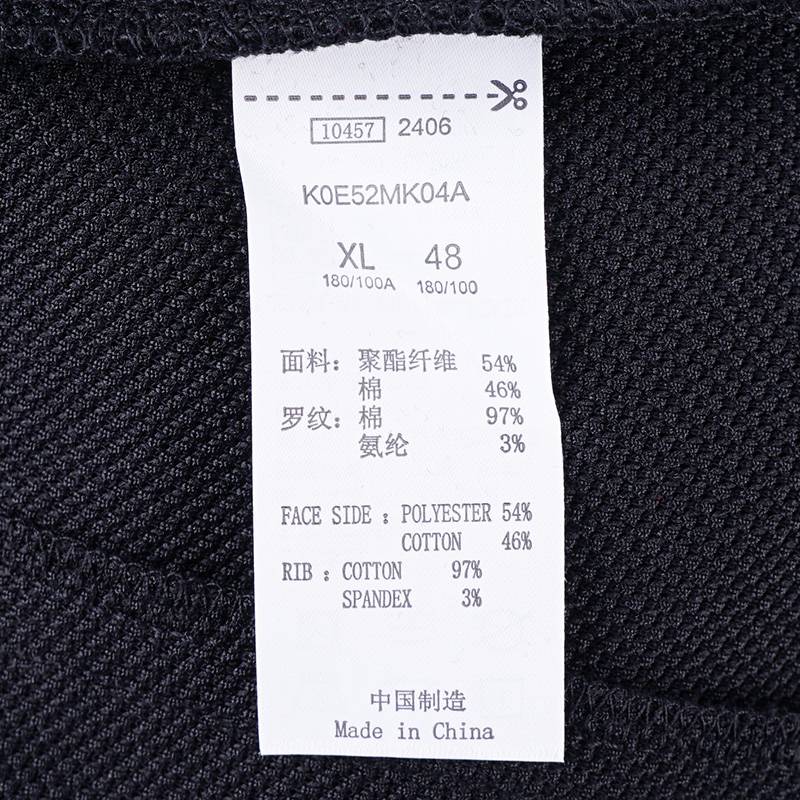 10457 2406
K0E52MK04A
XL 48
180/100A 180/100
面料: 聚酯纤维 54%
棉 46%
罗纹: 棉 97%
氨纶 3%
FACE SIDE : POLYESTER 54%
COTTON 46%
RIB : COTTON 97%
SPANDEX 3%
中国制造
Made in China